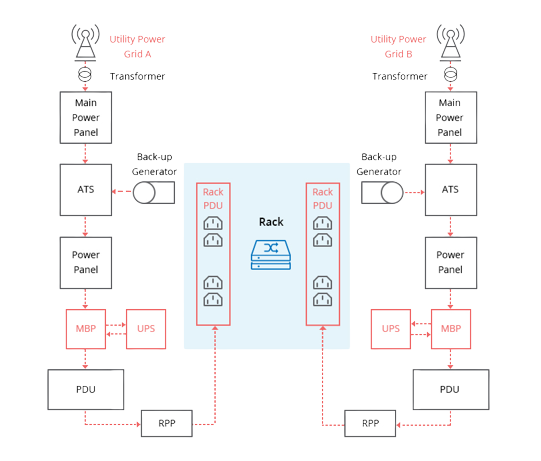 Utility Power
Grid A
Transformer
Main
Power
Panel
Back-up
Generator
ATS
Power
Panel
MBP
UPS
PDU
RPP
Rack
PDU
Rack
Rack
PDU
Utility Power
Grid B
Transformer
Main
Power
Panel
Back-up
Generator
ATS
Power
Panel
UPS
MBP
PDU
RPP